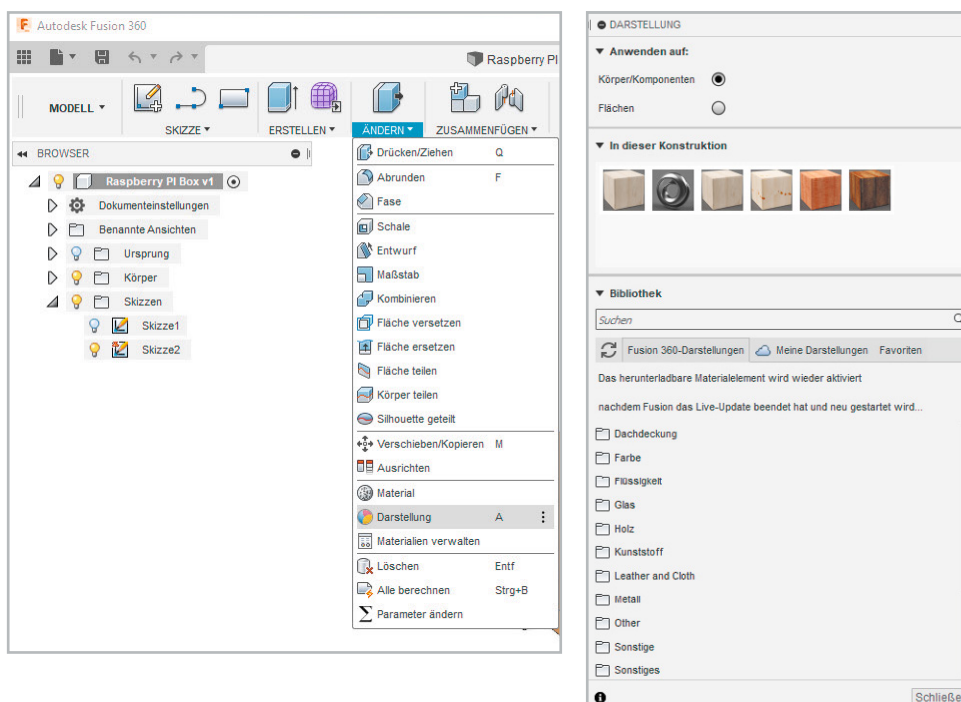 Autodesk Fusion 360
Raspberry PI
MODELL
SKIZZE
ERSTELLEN
ÄNDERN
ZUSAMMENFÜGEN
BROWSER
Raspberry PI Box v1
Dokumenteinstellungen
Benannte Ansichten
Ursprung
Körper
Skizzen
Skizze1
Skizze2
Drücken/Ziehen Q
Abrunden F
Fase
Schale
Entwurf
Maßstab
Kombinieren
Fläche versetzen
Fläche ersetzen
Fläche teilen
Körper teilen
Silhouette geteilt
Verschieben/Kopieren M
Ausrichten
Material
Darstellung A
Materialien verwalten
Löschen Entf
Alle berechnen Strg+B
Parameter ändern
DARSTELLUNG
Anwenden auf:
Körper/Komponenten
Flächen
In dieser Konstruktion
Bibliothek
Suchen
Fusion 360-Darstellungen Meine Darstellungen Favoriten
Das herunterladbare Materialelement wird wieder aktiviert
nachdem Fusion das Live-Update beendet hat und neu gestartet wird...
Dachdeckung
Farbe
Flüssigkeit
Glas
Holz
Kunststoff
Leather and Cloth
Metall
Other
Sonstige
Sonstiges
Schließe